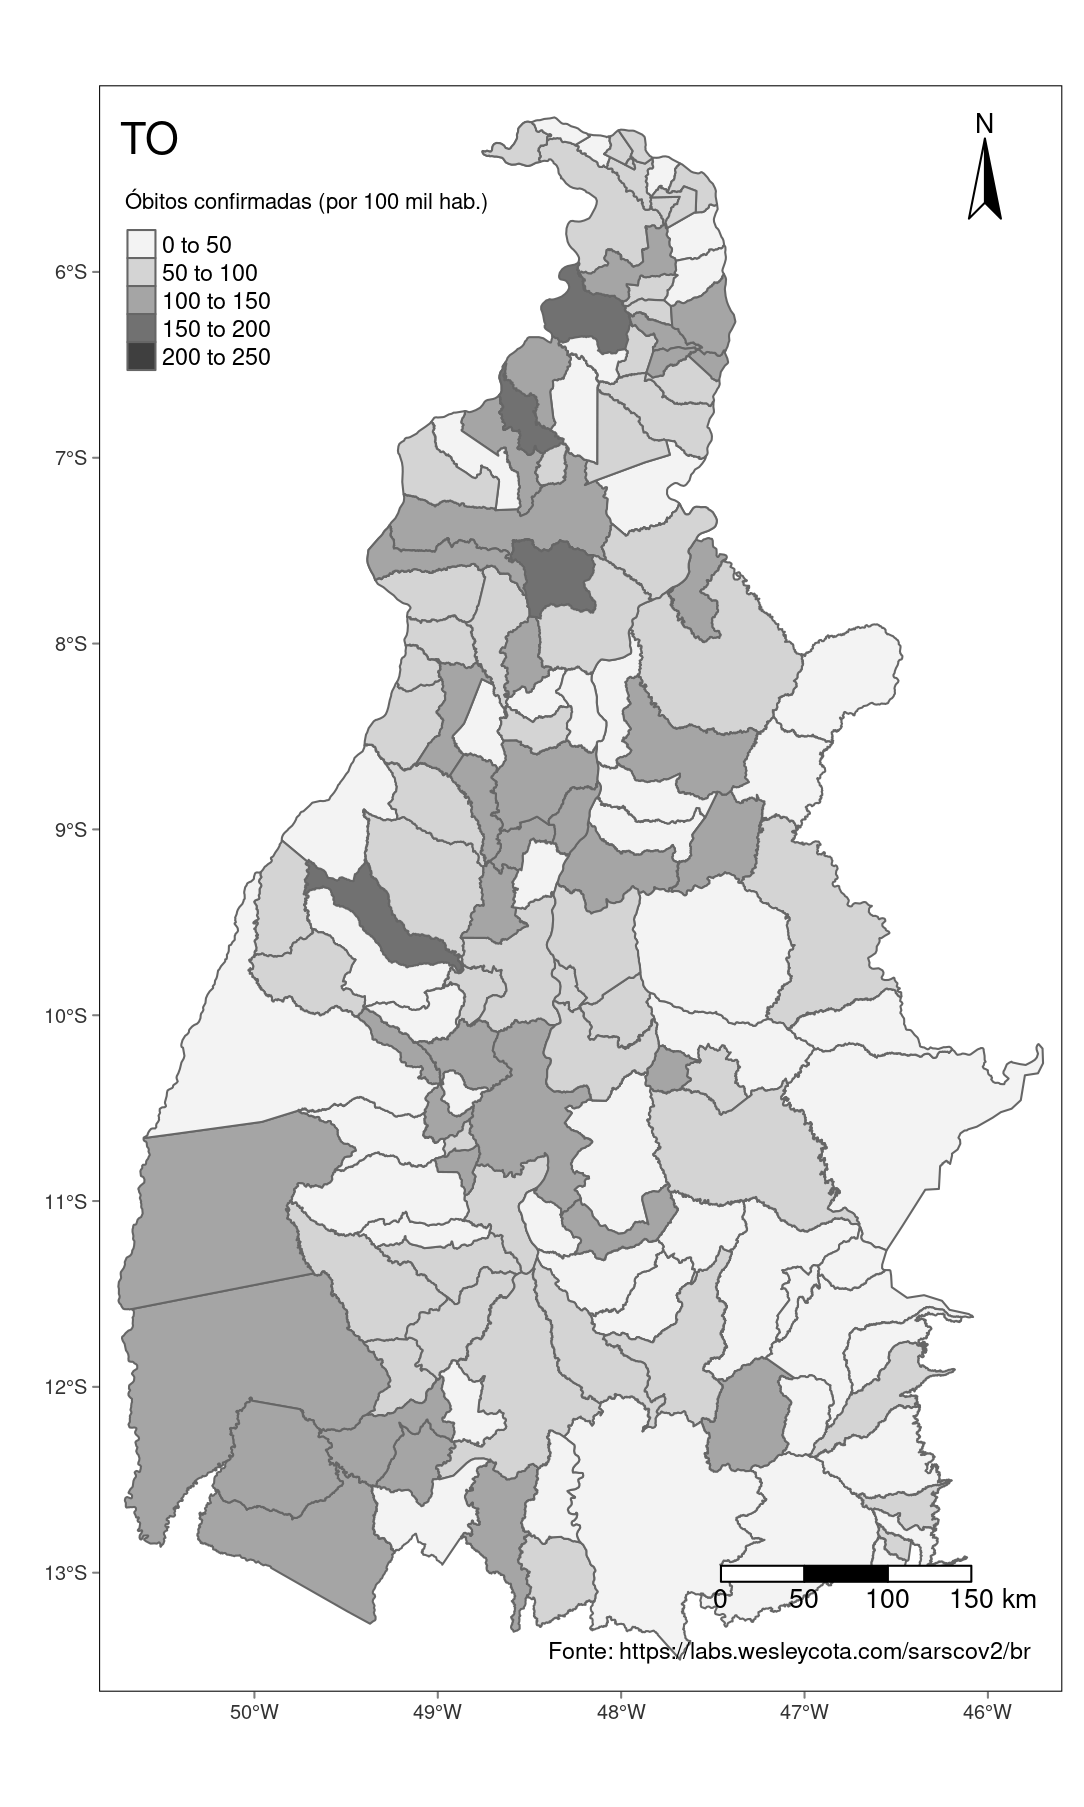 TO
N
Óbitos confirmadas (por 100 mil hab.)
0 to 50
50 to 100
100 to 150
150 to 200
200 to 250
6°S
7°S
8°S
9°S
10°S
11°S
12°S
13°S
0 50 100 150 km
Fonte: https://labs.wesleycota.com/sarscov2/br
50°W 49°W 48°W 47°W 46°W